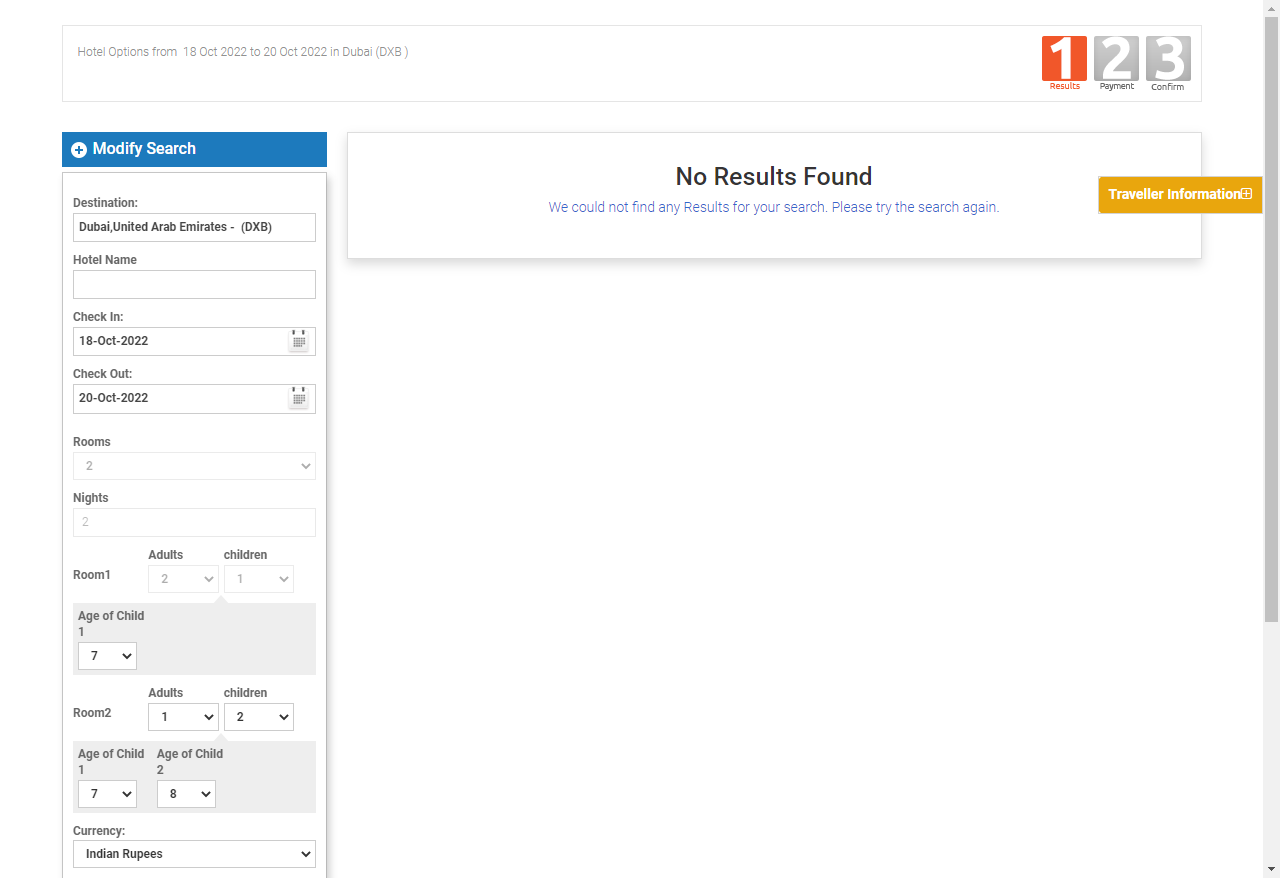 Hotel Options from  18 Oct 2022 to 20 Oct 2022 in Dubai (DXB )
1 2 3
Results Payment Confirm
Modify Search
Destination:
Dubai,United Arab Emirates -  (DXB)
Hotel Name
Check In:
18-Oct-2022
Check Out:
20-Oct-2022
Rooms
2
Nights
2
Adults children
Room1 2 1
Age of Child
1
7
Adults children
Room2 1 2
Age of Child Age of Child
1 2
7 8
Currency:
Indian Rupees
No Results Found
We could not find any Results for your search. Please try the search again.
Traveller Information